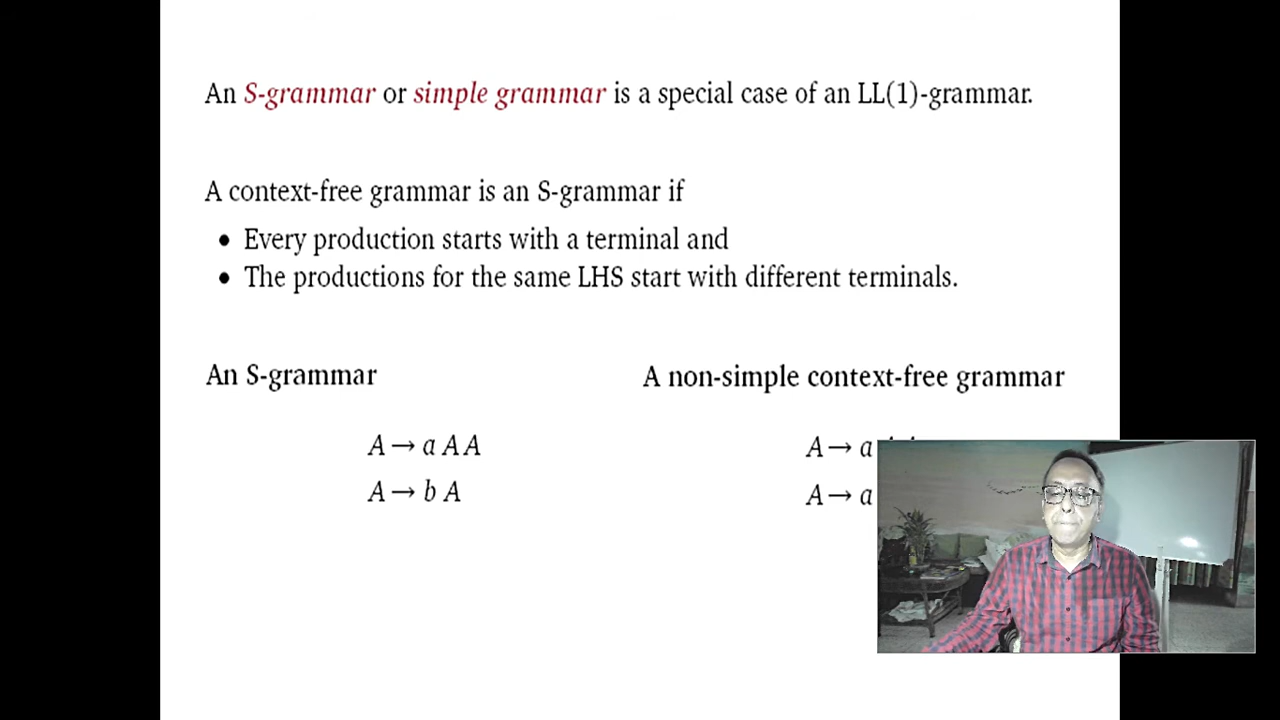 An S-grammar or simple grammar is a special case of an LL(1)-grammar.
A context-free grammar is an S-grammar if
• Every production starts with a terminal and
• The productions for the same LHS start with different terminals.
An S-grammar
A non-simple context-free grammar
A → a A A
A → b A
A → a
A → a